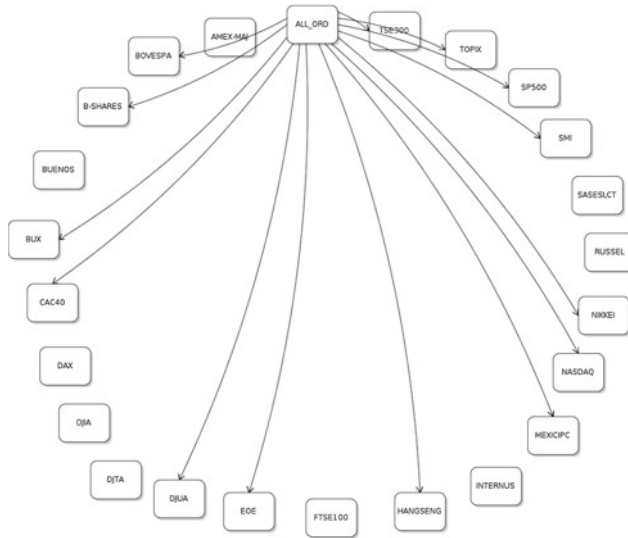 ALL_ORD
AMEX-MAJ
TSE300
BOVESPA
TOPIX
SP500
B-SHARES
SMI
BUENOS
SASESLCT
BUX
RUSSEL
CAC40
NIKKEI
DAX
NASDAQ
DJIA
MEXICIPC
DJTA
INTERNUS
DJUA
EOE
FTSE100
HANGSENG